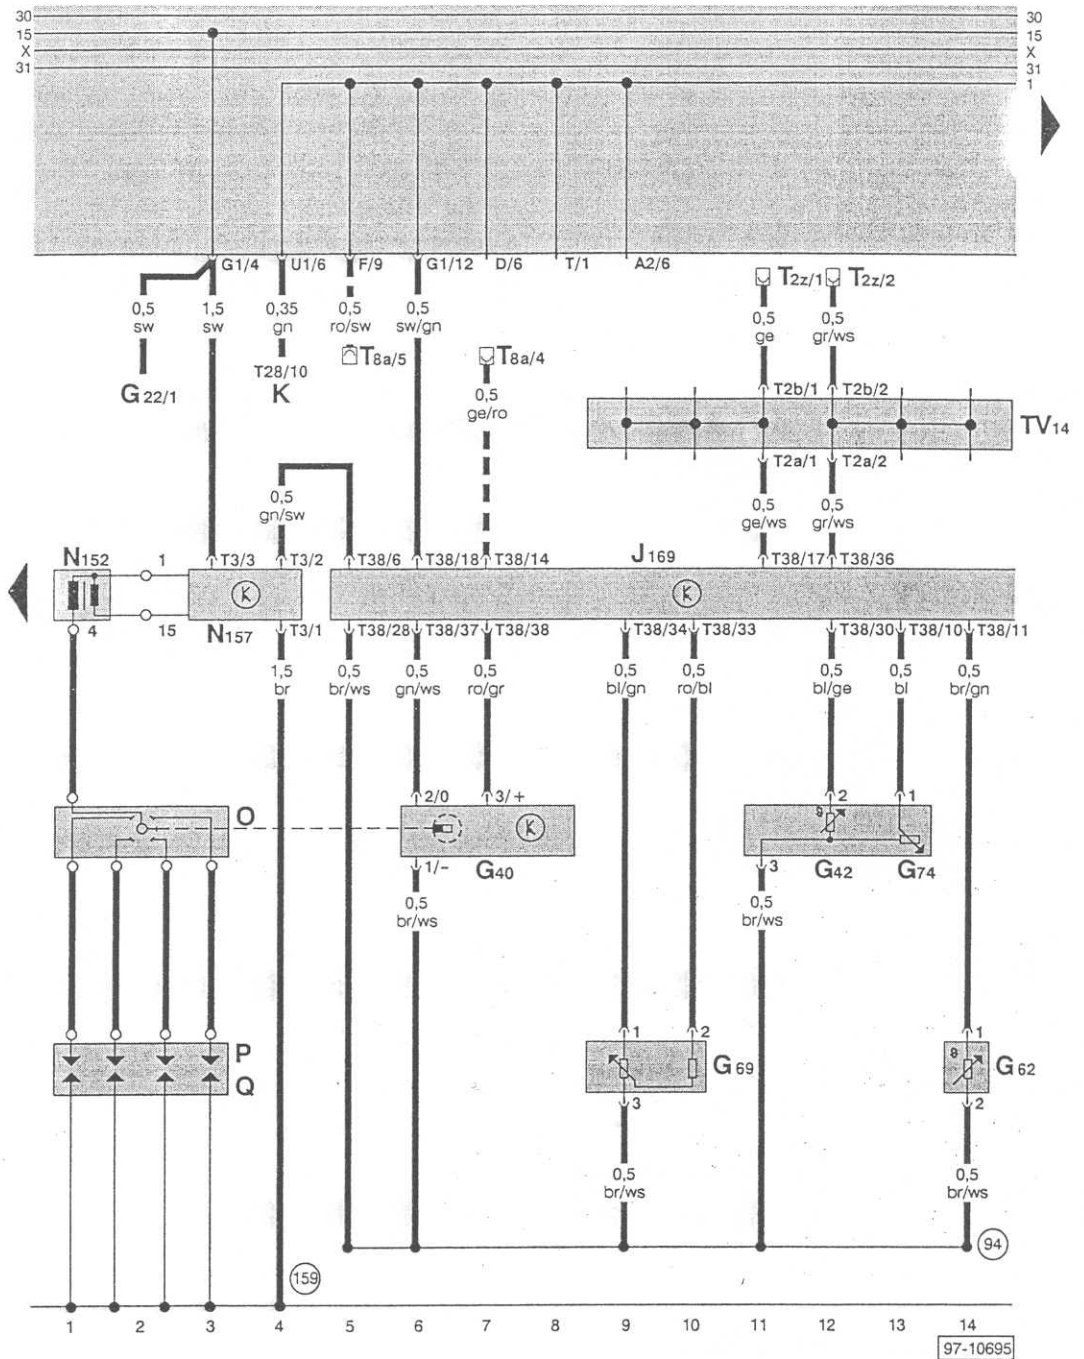 30 30
15 15
X X
31 31
1
G1/4 U1/6 F/9 G1/12 D/6 T/1 A2/6
T2z/1 T2z/2
0,5 1,5 0,35 0,5 0,5 0,5 0,5
sw sw gn ro/sw sw/gn ge gr/ws
T8a/5 T8a/4
G22/1 T28/10
K
0,5
ge/ro
T2b/1 T2b/2
TV14
T2a/1 T2a/2
0,5
gn/sw
0,5 0,5
ge/ws gr/ws
N152 1 T3/3 T3/2 T38/6 T38/18 T38/14 J169 T38/17 T38/36
K K
4 15 N157 T3/1 T38/28 T38/37 T38/38 T38/34 T38/33 T38/30 T38/10 T38/11
1,5 0,5 0,5 0,5 0,5 0,5 0,5 0,5 0,5
br br/ws gn/ws ro/gr bl/gn ro/bl bl/ge bl br/gn
2/0 3/+ 2 1
O K ϑ
1/- G40 3 G42 G74
0,5 0,5
br/ws br/ws
1 2 1
P G69 ϑ G62
Q
3 2
0,5 0,5
br/ws br/ws
94
159
1 2 3 4 5 6 7 8 9 10 11 12 13 14
97-10695